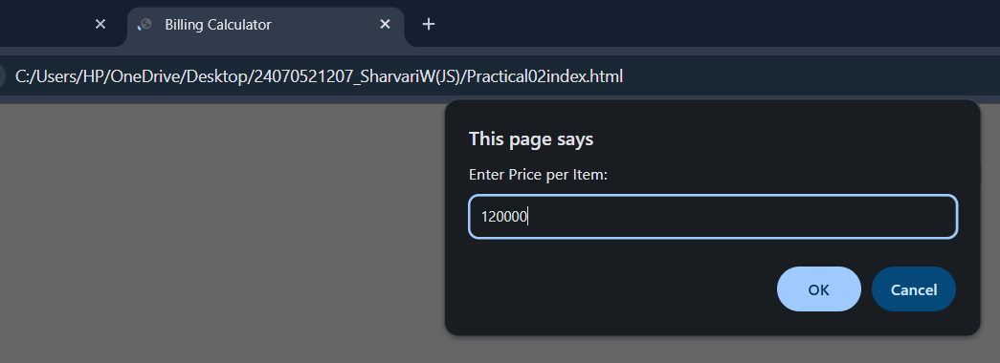 Billing Calculator
C:/Users/HP/OneDrive/Desktop/24070521207_SharvariW(JS)/Practical02index.html
This page says
Enter Price per Item:
120000
OK Cancel